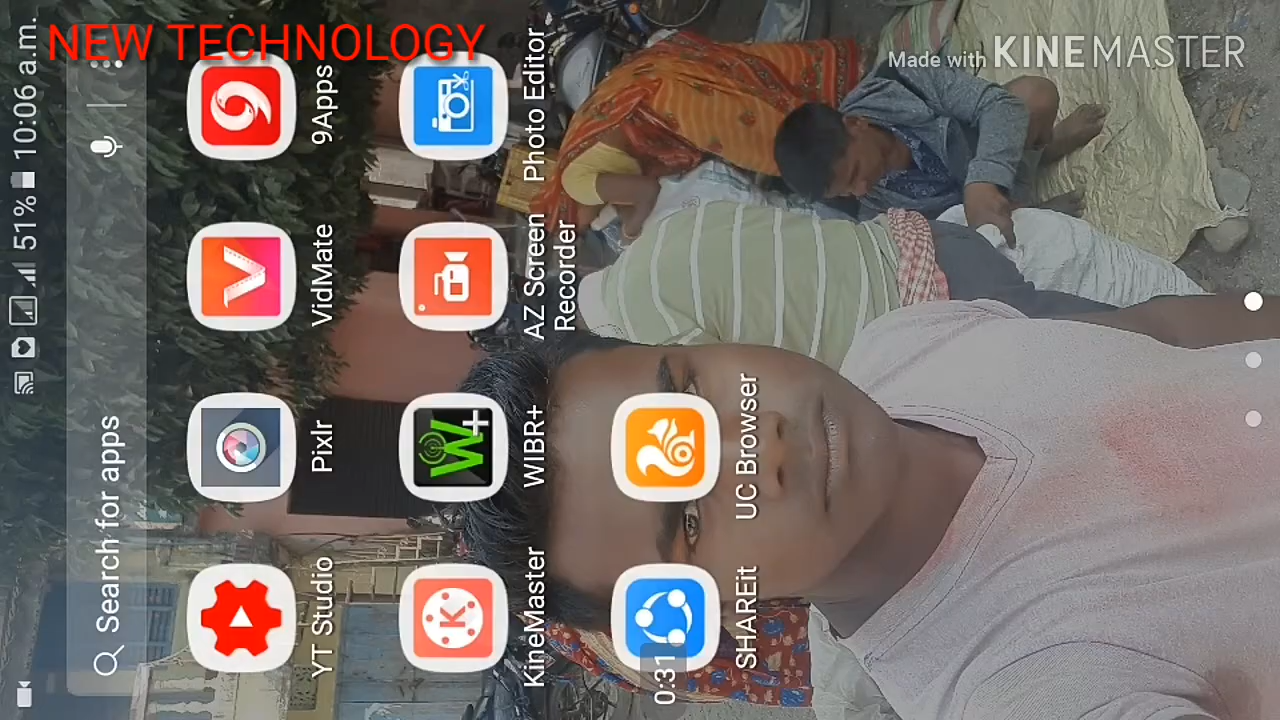 NEW TECHNOLOGY
Made with KINEMASTER
51% 10:06 a.m.
Search for apps
YT Studio
Pixlr
VidMate
9Apps
KineMaster
WIBR+
AZ Screen
Recorder
Photo Editor
SHAREit
UC Browser
0:31